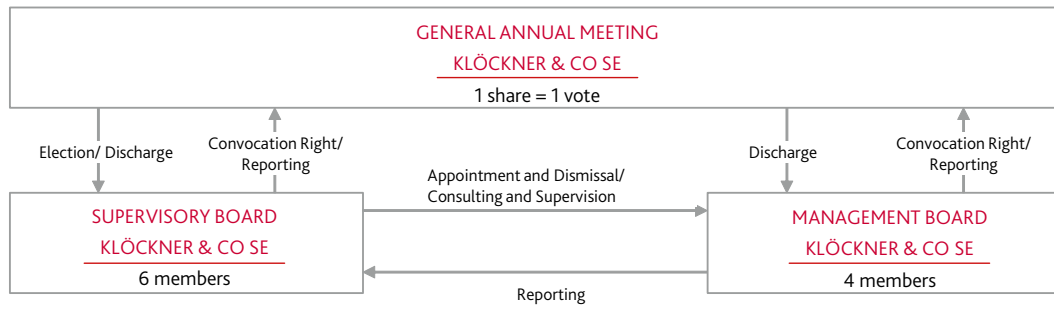 GENERAL ANNUAL MEETING
KLÖCKNER & CO SE
1 share = 1 vote
Election/ Discharge
Convocation Right/
Reporting
Discharge
Convocation Right/
Reporting
Appointment and Dismissal/
Consulting and Supervision
SUPERVISORY BOARD
KLÖCKNER & CO SE
6 members
MANAGEMENT BOARD
KLÖCKNER & CO SE
4 members
Reporting